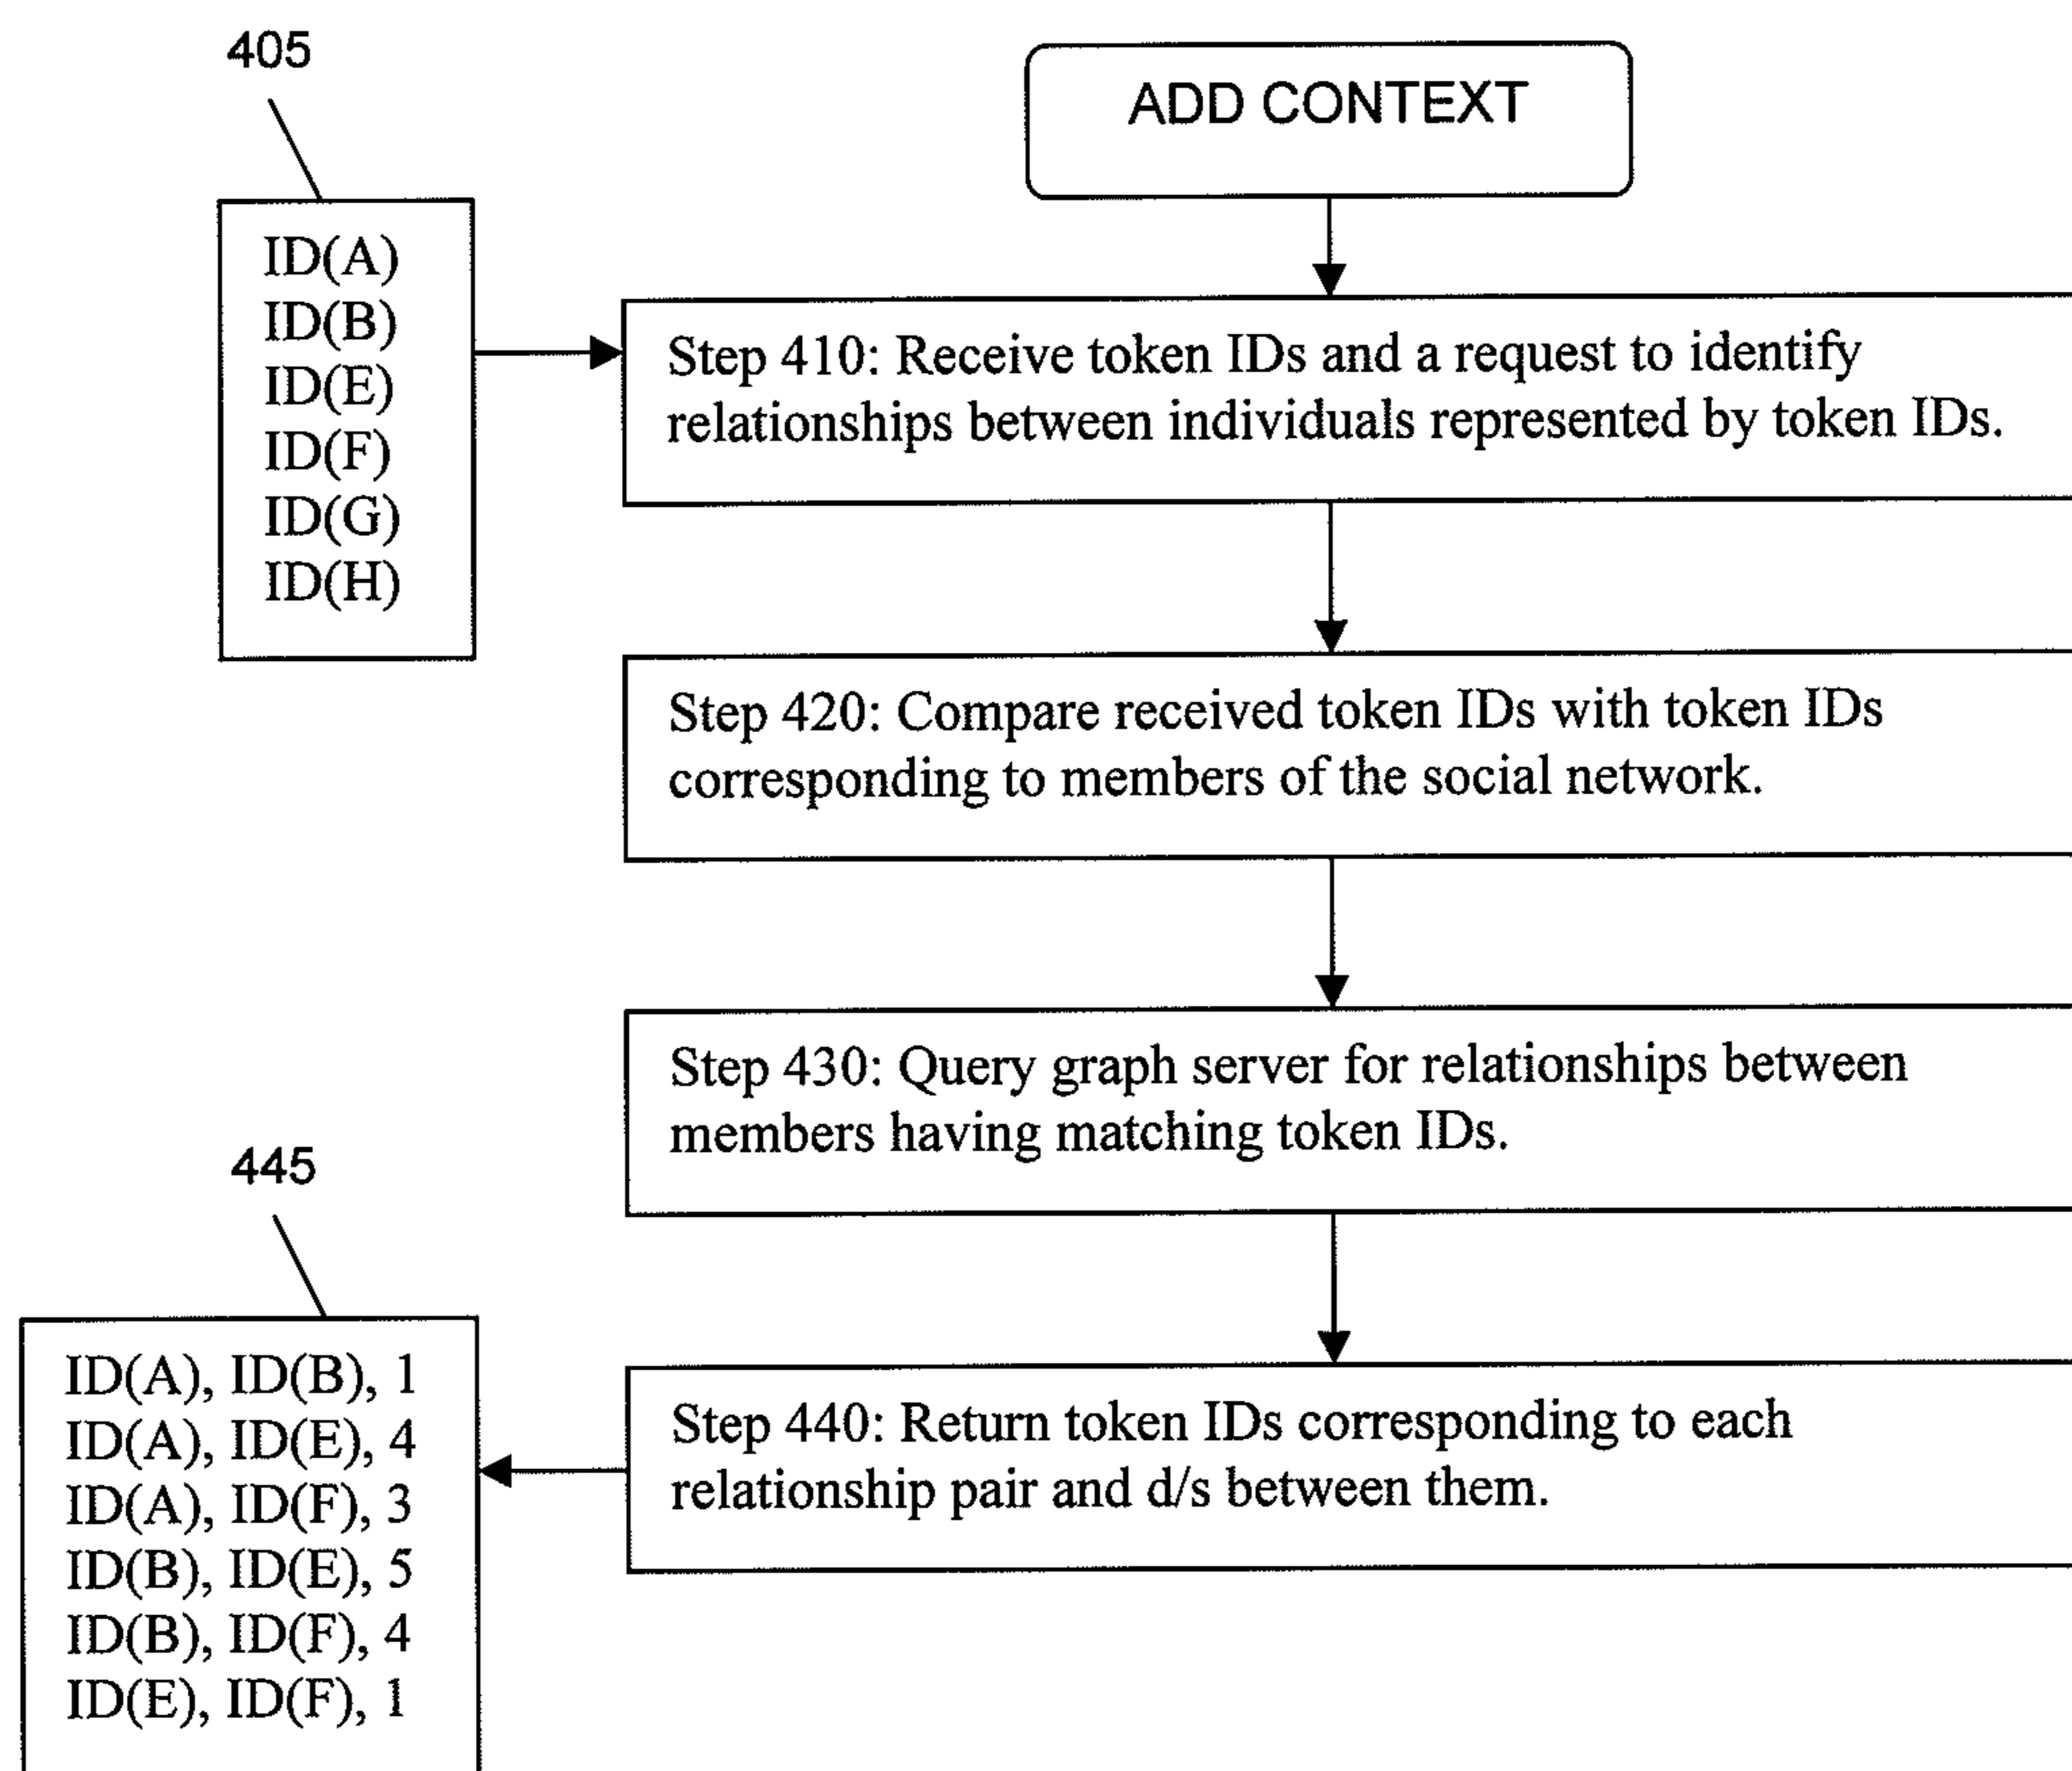 405
ADD CONTEXT
ID(A)
ID(B)
ID(E)
ID(F)
ID(G)
ID(H)
Step 410: Receive token IDs and a request to identify
relationships between individuals represented by token IDs.
Step 420: Compare received token IDs with token IDs
corresponding to members of the social network.
Step 430: Query graph server for relationships between
members having matching token IDs.
445
Step 440: Return token IDs corresponding to each
relationship pair and d/s between them.
ID(A), ID(B), 1
ID(A), ID(E), 4
ID(A), ID(F), 3
ID(B), ID(E), 5
ID(B), ID(F), 4
ID(E), ID(F), 1